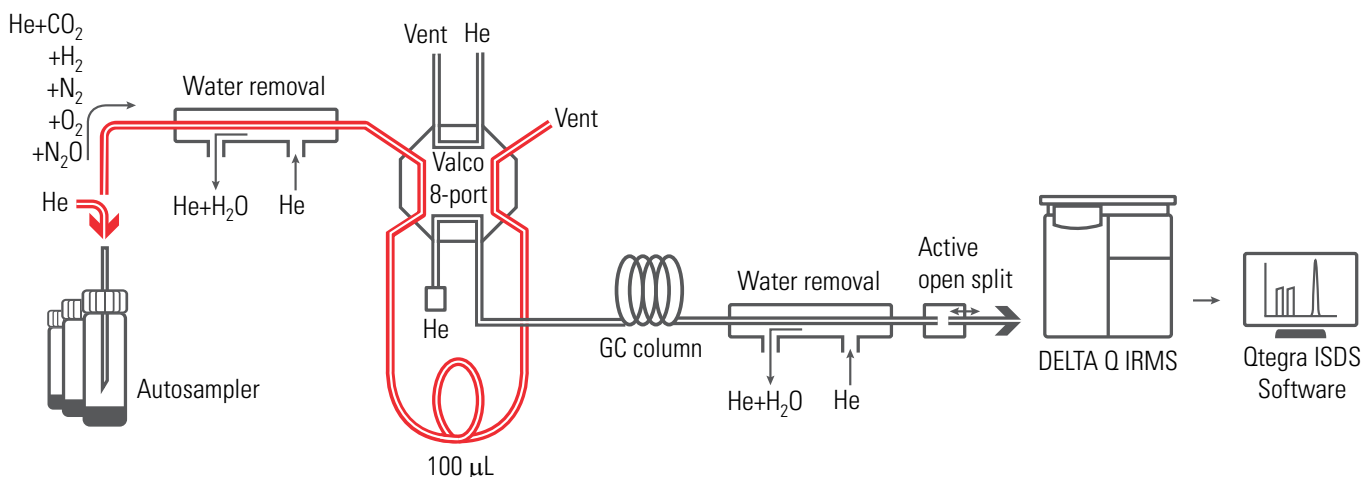 He+CO₂
+H₂
+N₂
+O₂
+N₂O
He
Autosampler
Water removal
He+H₂O
He
Vent
He
Vent
Valco
8-port
He
100 µL
GC column
Water removal
He+H₂O
He
Active
open split
DELTA Q IRMS
Qtegra ISDS
Software